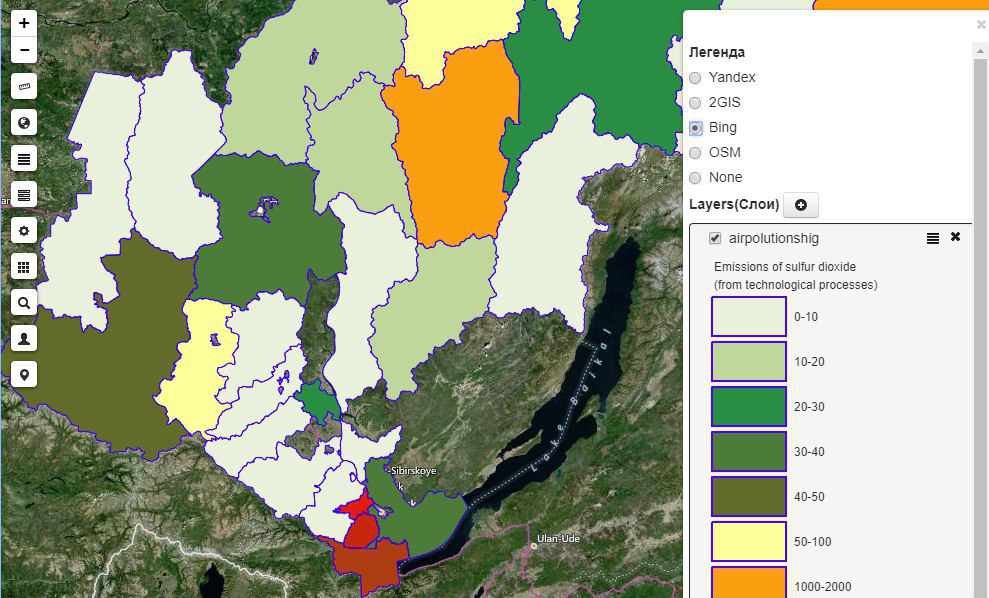 +
−
Легенда
Yandex
2GIS
Bing
OSM
None
Layers(Слои)
airpolutionshig
Emissions of sulfur dioxide
(from technological processes)
0-10
10-20
20-30
30-40
40-50
50-100
1000-2000
Lake Baikal
Sibirskoye
Ulan-Ude